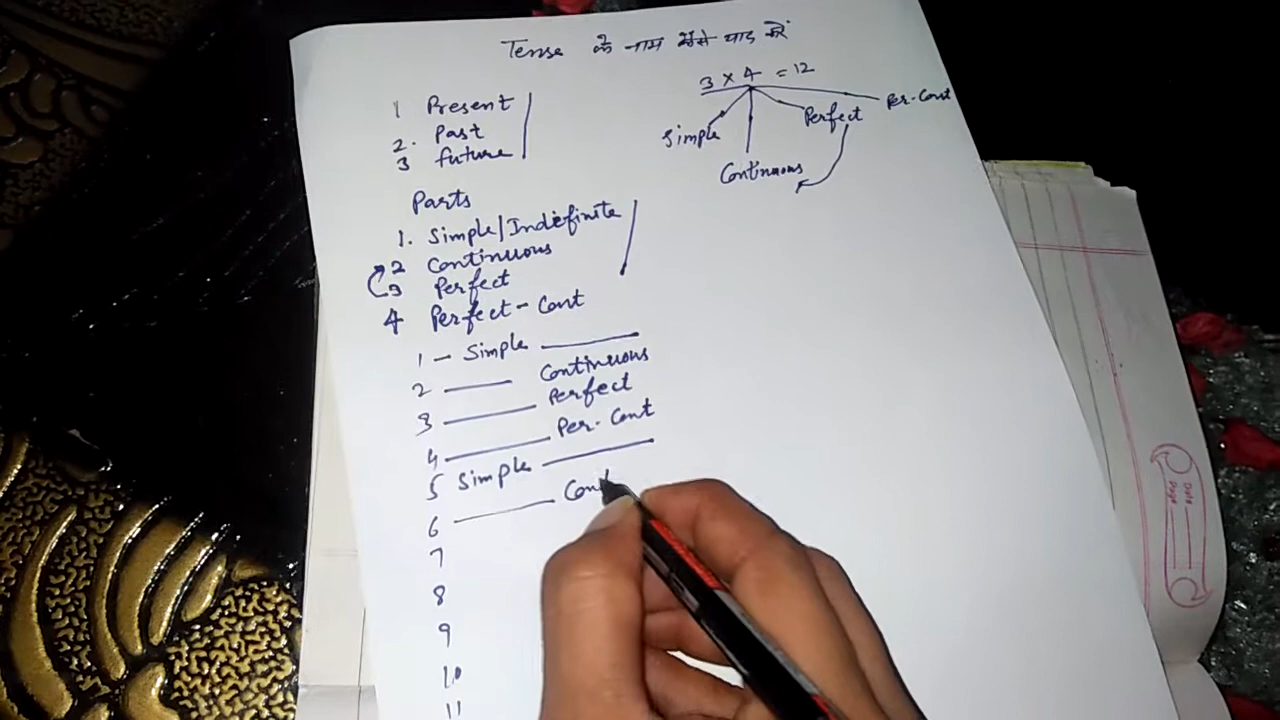 Tense के नाम कैसे याद करें
3 × 4 = 12
Simple
Continuous
Perfect
Per-Cont
1 Present
2. Past
3 future
Parts
1. Simple/Indefinite
2 Continuous
3 Perfect
4 Perfect - Cont
1 - Simple ———
2 ——— Continuous
3 ——— Perfect
4 ——— Per- Cont
5 Simple ———
6 ——— Cont
7
8
9
10
11
Date
Page